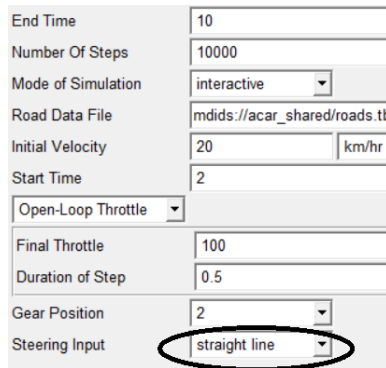 End Time 10
Number Of Steps 10000
Mode of Simulation interactive
Road Data File mdids://acar_shared/roads.tb
Initial Velocity 20 km/hr
Start Time 2
Open-Loop Throttle
Final Throttle 100
Duration of Step 0.5
Gear Position 2
Steering Input straight line